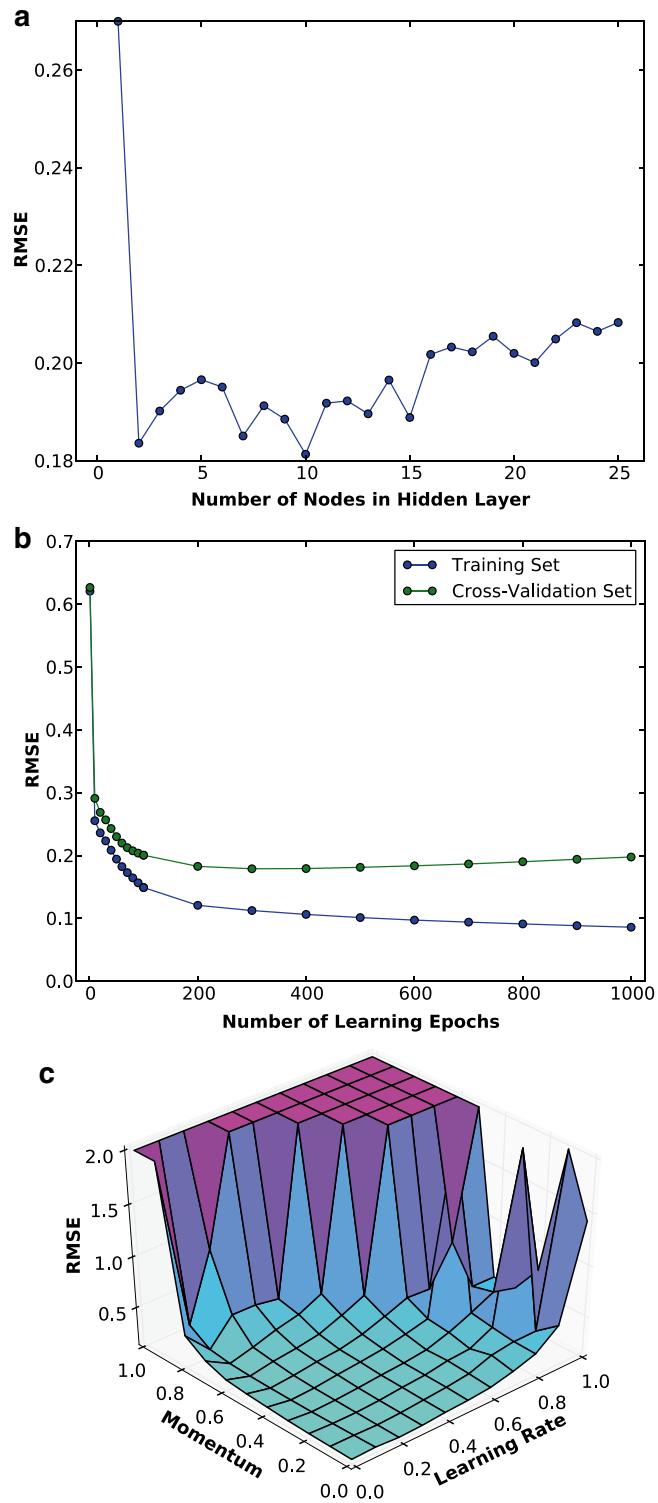 a
0.26
0.24
0.22
0.20
0.18
RMSE
0 5 10 15 20 25
Number of Nodes in Hidden Layer
b
0.7
0.6
0.5
0.4
0.3
0.2
0.1
0.0
RMSE
Training Set
Cross-Validation Set
0 200 400 600 800 1000
Number of Learning Epochs
c
2.0
1.5
1.0
0.5
RMSE
1.0 0.8 0.6 0.4 0.2 0.0
Momentum
0.0 0.2 0.4 0.6 0.8 1.0
Learning Rate